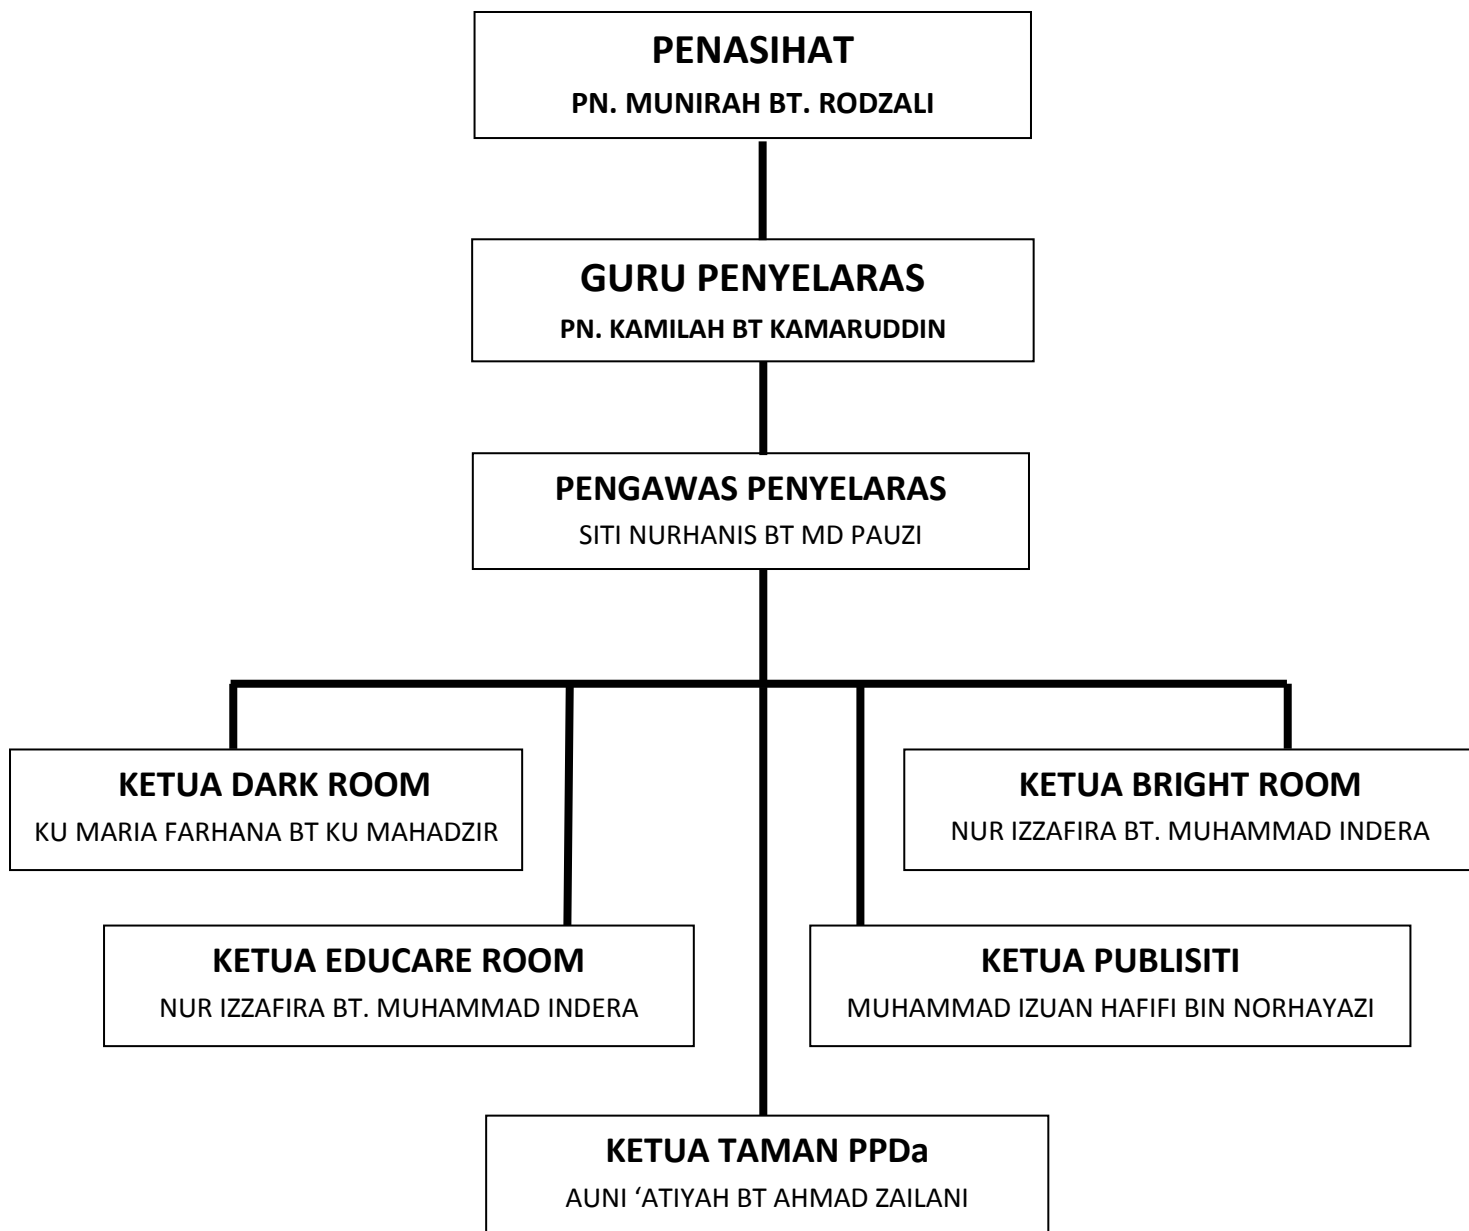 PENASIHAT
PN. MUNIRAH BT. RODZALI
GURU PENYELARAS
PN. KAMILAH BT KAMARUDDIN
PENGAWAS PENYELARAS
SITI NURHANIS BT MD PAUZI
KETUA DARK ROOM
KU MARIA FARHANA BT KU MAHADZIR
KETUA BRIGHT ROOM
NUR IZZAFIRA BT. MUHAMMAD INDERA
KETUA EDUCARE ROOM
NUR IZZAFIRA BT. MUHAMMAD INDERA
KETUA PUBLISITI
MUHAMMAD IZUAN HAFIFI BIN NORHAYAZI
KETUA TAMAN PPDa
AUNI ‘ATIYAH BT AHMAD ZAILANI